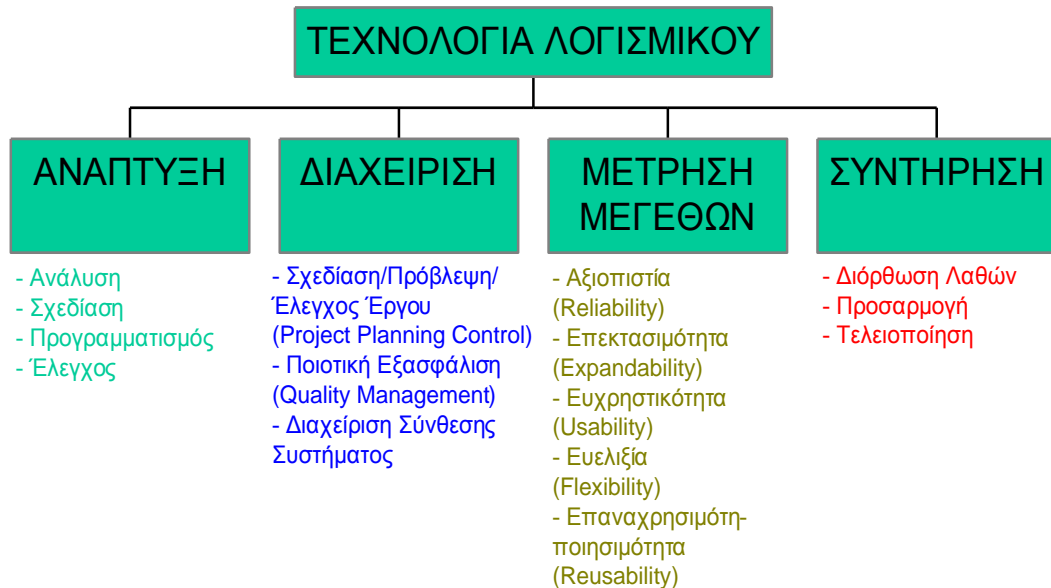 ΤΕΧΝΟΛΟΓΙΑ ΛΟΓΙΣΜΙΚΟΥ
ΑΝΑΠΤΥΞΗ
- Ανάλυση
- Σχεδίαση
- Προγραμματισμός
- Έλεγχος
ΔΙΑΧΕΙΡΙΣΗ
- Σχεδίαση/Πρόβλεψη/
Έλεγχος Έργου
(Project Planning Control)
- Ποιοτική Εξασφάλιση
(Quality Management)
- Διαχείριση Σύνθεσης
Συστήματος
ΜΕΤΡΗΣΗ
ΜΕΓΕΘΩΝ
- Αξιοπιστία
(Reliability)
- Επεκτασιμότητα
(Expandability)
- Ευχρηστικότητα
(Usability)
- Ευελιξία
(Flexibility)
- Επαναχρησιμότη-
ποιησιμότητα
(Reusability)
ΣΥΝΤΗΡΗΣΗ
- Διόρθωση Λαθών
- Προσαρμογή
- Τελειοποίηση